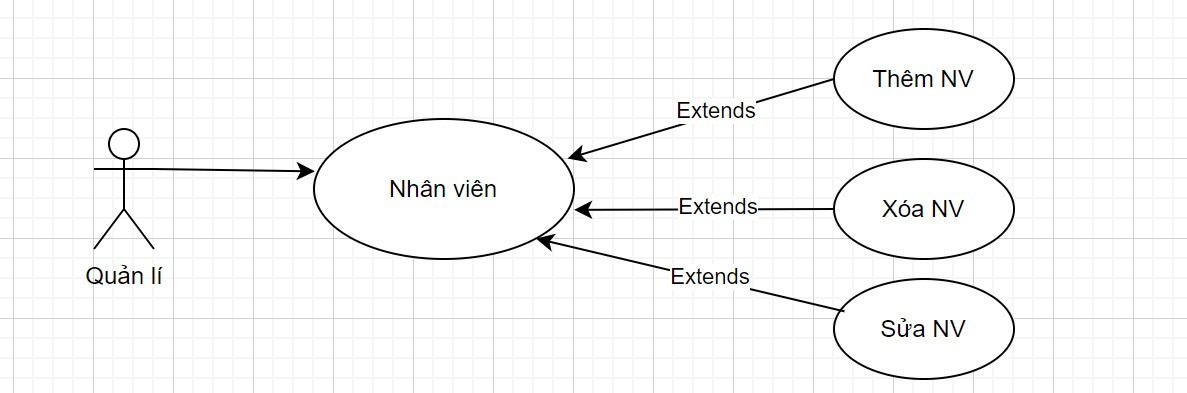 Thêm NV
Extends
Nhân viên
Extends
Xóa NV
Quản lí
Extends
Sửa NV